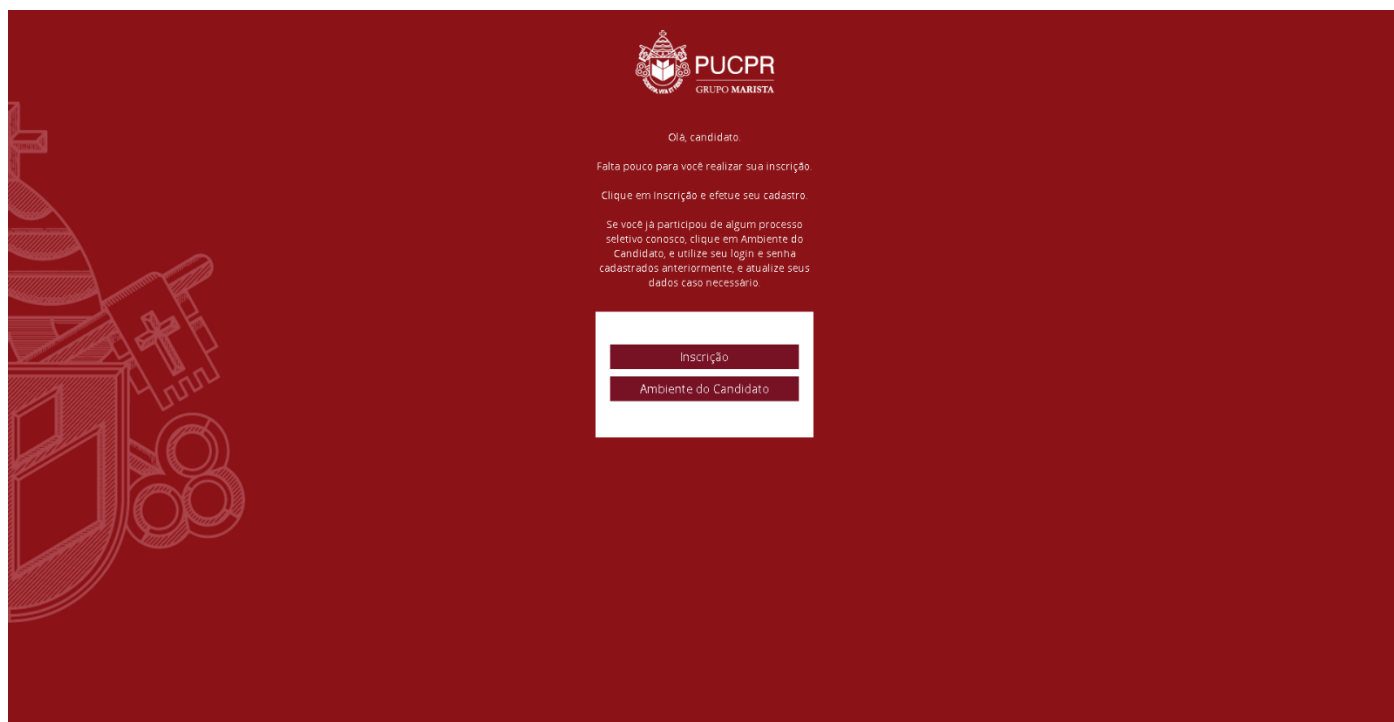 PUCPR
GRUPO MARISTA
Olá, candidato.
Falta pouco para você realizar sua inscrição.
Clique em Inscrição e efetue seu cadastro.
Se você já participou de algum processo
seletivo conosco, clique em Ambiente do
Candidato, e utilize seu login e senha
cadastrados anteriormente, e atualize seus
dados caso necessário.
Inscrição
Ambiente do Candidato